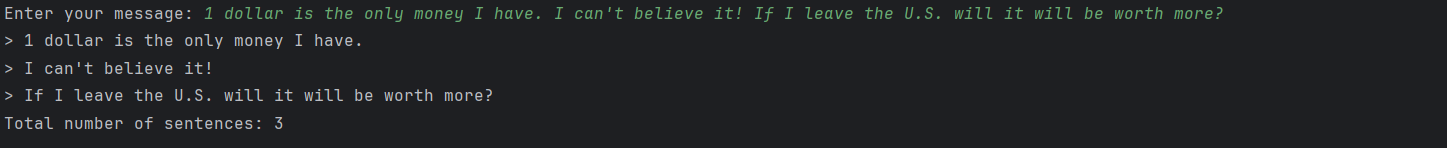 Enter your message: 1 dollar is the only money I have. I can't believe it! If I leave the U.S. will it will be worth more?
> 1 dollar is the only money I have.
> I can't believe it!
> If I leave the U.S. will it will be worth more?
Total number of sentences: 3